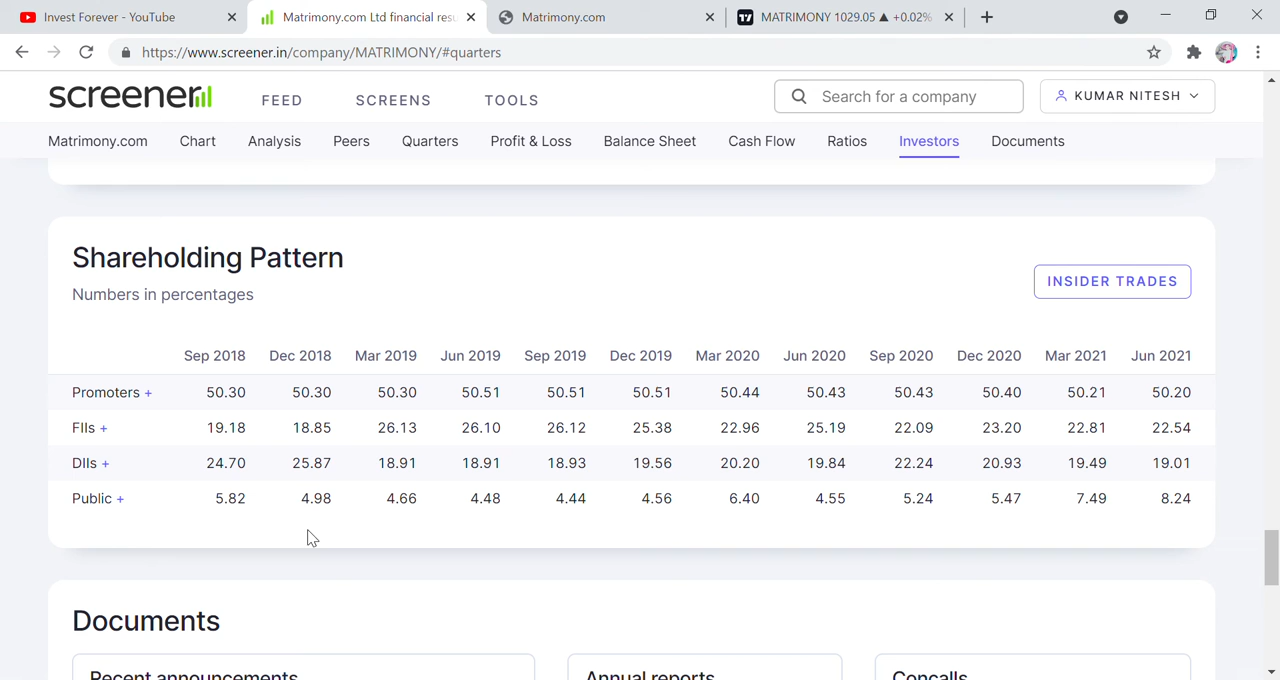 Invest Forever - YouTube
Matrimony.com Ltd financial resu
Matrimony.com
MATRIMONY 1029.05 ▲ +0.02%
https://www.screener.in/company/MATRIMONY/#quarters
screener
FEED SCREENS TOOLS
Search for a company
KUMAR NITESH
Matrimony.com Chart Analysis Peers Quarters Profit & Loss Balance Sheet Cash Flow Ratios Investors Documents
Shareholding Pattern
Numbers in percentages
INSIDER TRADES
Sep 2018 Dec 2018 Mar 2019 Jun 2019 Sep 2019 Dec 2019 Mar 2020 Jun 2020 Sep 2020 Dec 2020 Mar 2021 Jun 2021
Promoters + 50.30 50.30 50.30 50.51 50.51 50.51 50.44 50.43 50.43 50.40 50.21 50.20
FIIs + 19.18 18.85 26.13 26.10 26.12 25.38 22.96 25.19 22.09 23.20 22.81 22.54
DIIs + 24.70 25.87 18.91 18.91 18.93 19.56 20.20 19.84 22.24 20.93 19.49 19.01
Public + 5.82 4.98 4.66 4.48 4.44 4.56 6.40 4.55 5.24 5.47 7.49 8.24
Documents
Recent announcements Annual reports Concalls